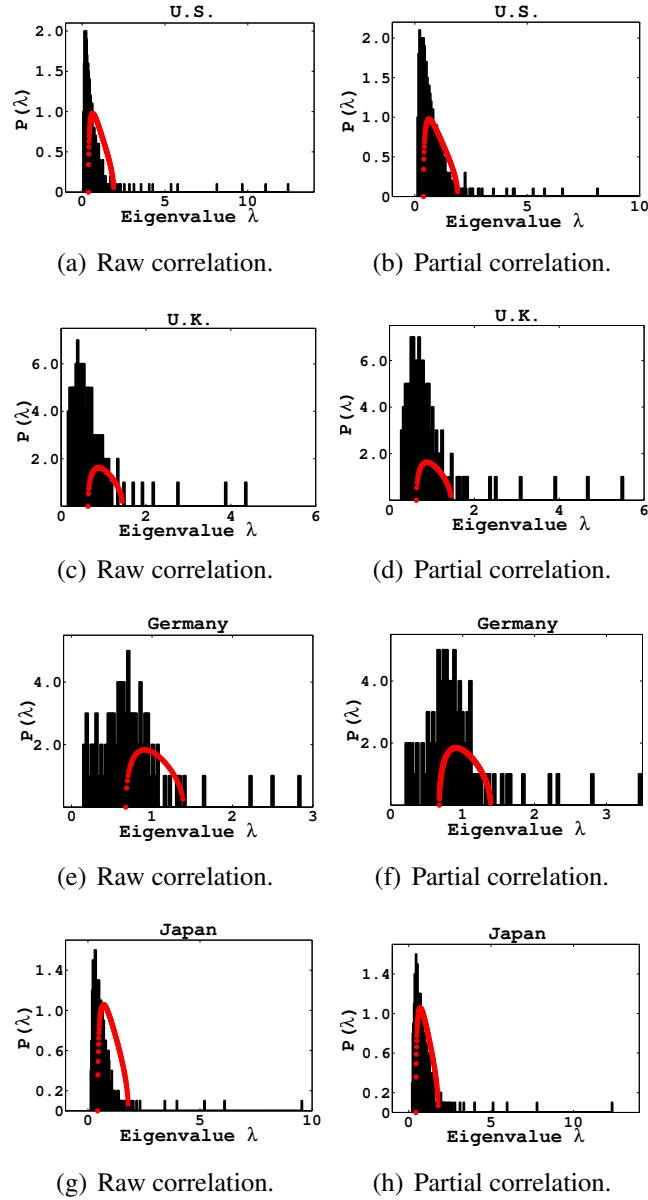 U.S.
2.0
1.5
1.0
0.5
0
0 5 10
P(λ)
Eigenvalue λ
(a) Raw correlation.
U.S.
2.0
1.5
1.0
0.5
0
0 5 10
P(λ)
Eigenvalue λ
(b) Partial correlation.
U.K.
6.0
4.0
2.0
0 2 4 6
P(λ)
Eigenvalue λ
(c) Raw correlation.
U.K.
6.0
4.0
2.0
0 2 4 6
P(λ)
Eigenvalue λ
(d) Partial correlation.
Germany
4.0
2.0
0 1 2 3
P(λ)
Eigenvalue λ
(e) Raw correlation.
Germany
4.0
2.0
0 1 2 3
P(λ)
Eigenvalue λ
(f) Partial correlation.
Japan
1.4
1.0
0.6
0.2
0
0 5 10
P(λ)
Eigenvalue λ
(g) Raw correlation.
Japan
1.4
1.0
0.6
0.2
0
0 5 10
P(λ)
Eigenvalue λ
(h) Partial correlation.